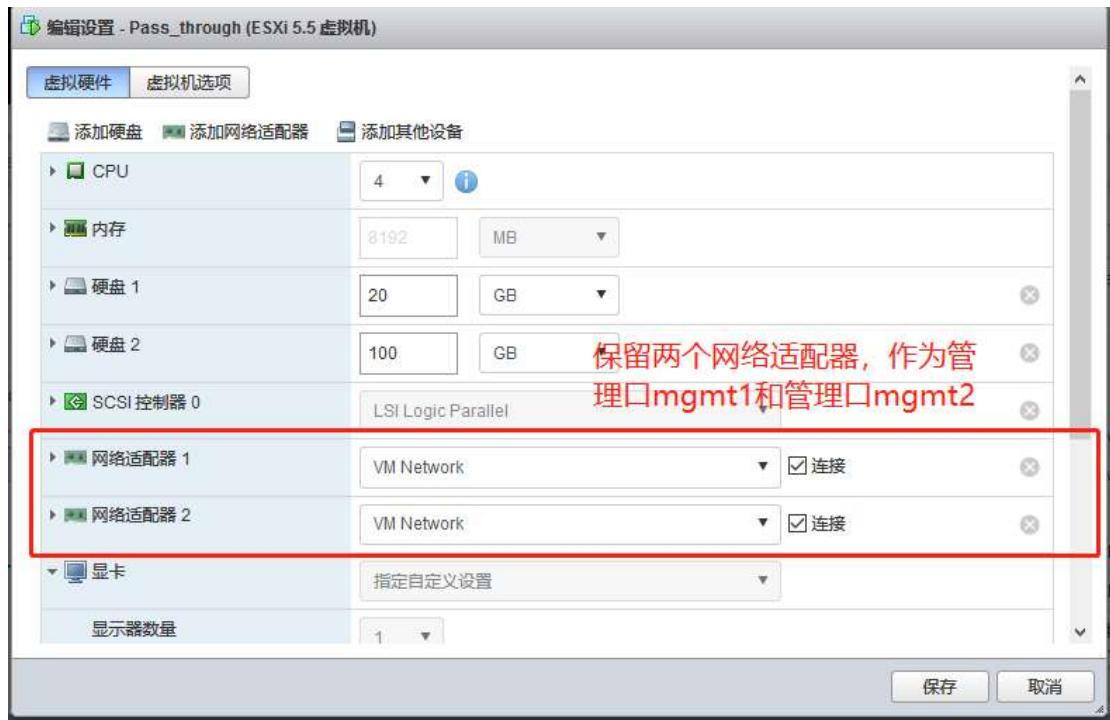 编辑设置 - Pass_through (ESXi 5.5 虚拟机)
虚拟硬件 虚拟机选项
添加硬盘 添加网络适配器 添加其他设备
CPU 4
内存 8192 MB
硬盘 1 20 GB
硬盘 2 100 GB
保留两个网络适配器，作为管
理口mgmt1和管理口mgmt2
SCSI 控制器 0 LSI Logic Parallel
网络适配器 1 VM Network 连接
网络适配器 2 VM Network 连接
显卡 指定自定义设置
显示器数量 1
保存 取消